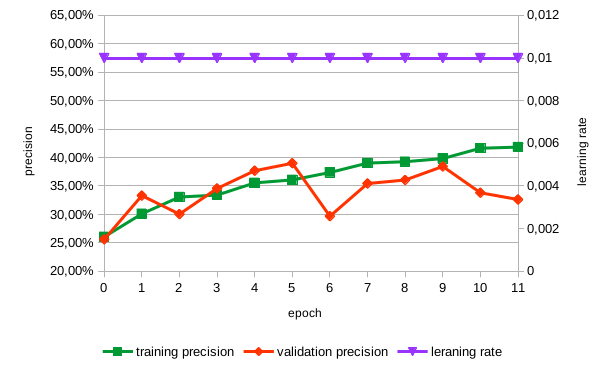 65,00% 0,012
60,00%
0,01
55,00%
50,00% 0,008
45,00%
0,006
40,00%
35,00% 0,004
30,00%
0,002
25,00%
20,00% 0
precision
learning rate
0 1 2 3 4 5 6 7 8 9 10 11
epoch
training precision validation precision leraning rate